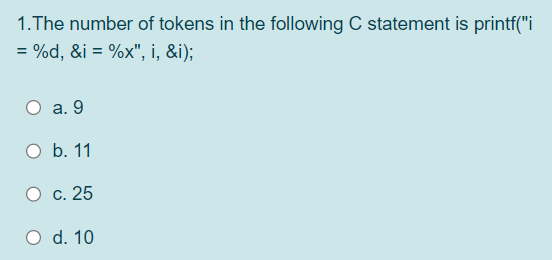 1.The number of tokens in the following C statement is printf("i
= %d, &i = %x", i, &i);
a. 9
b. 11
c. 25
d. 10